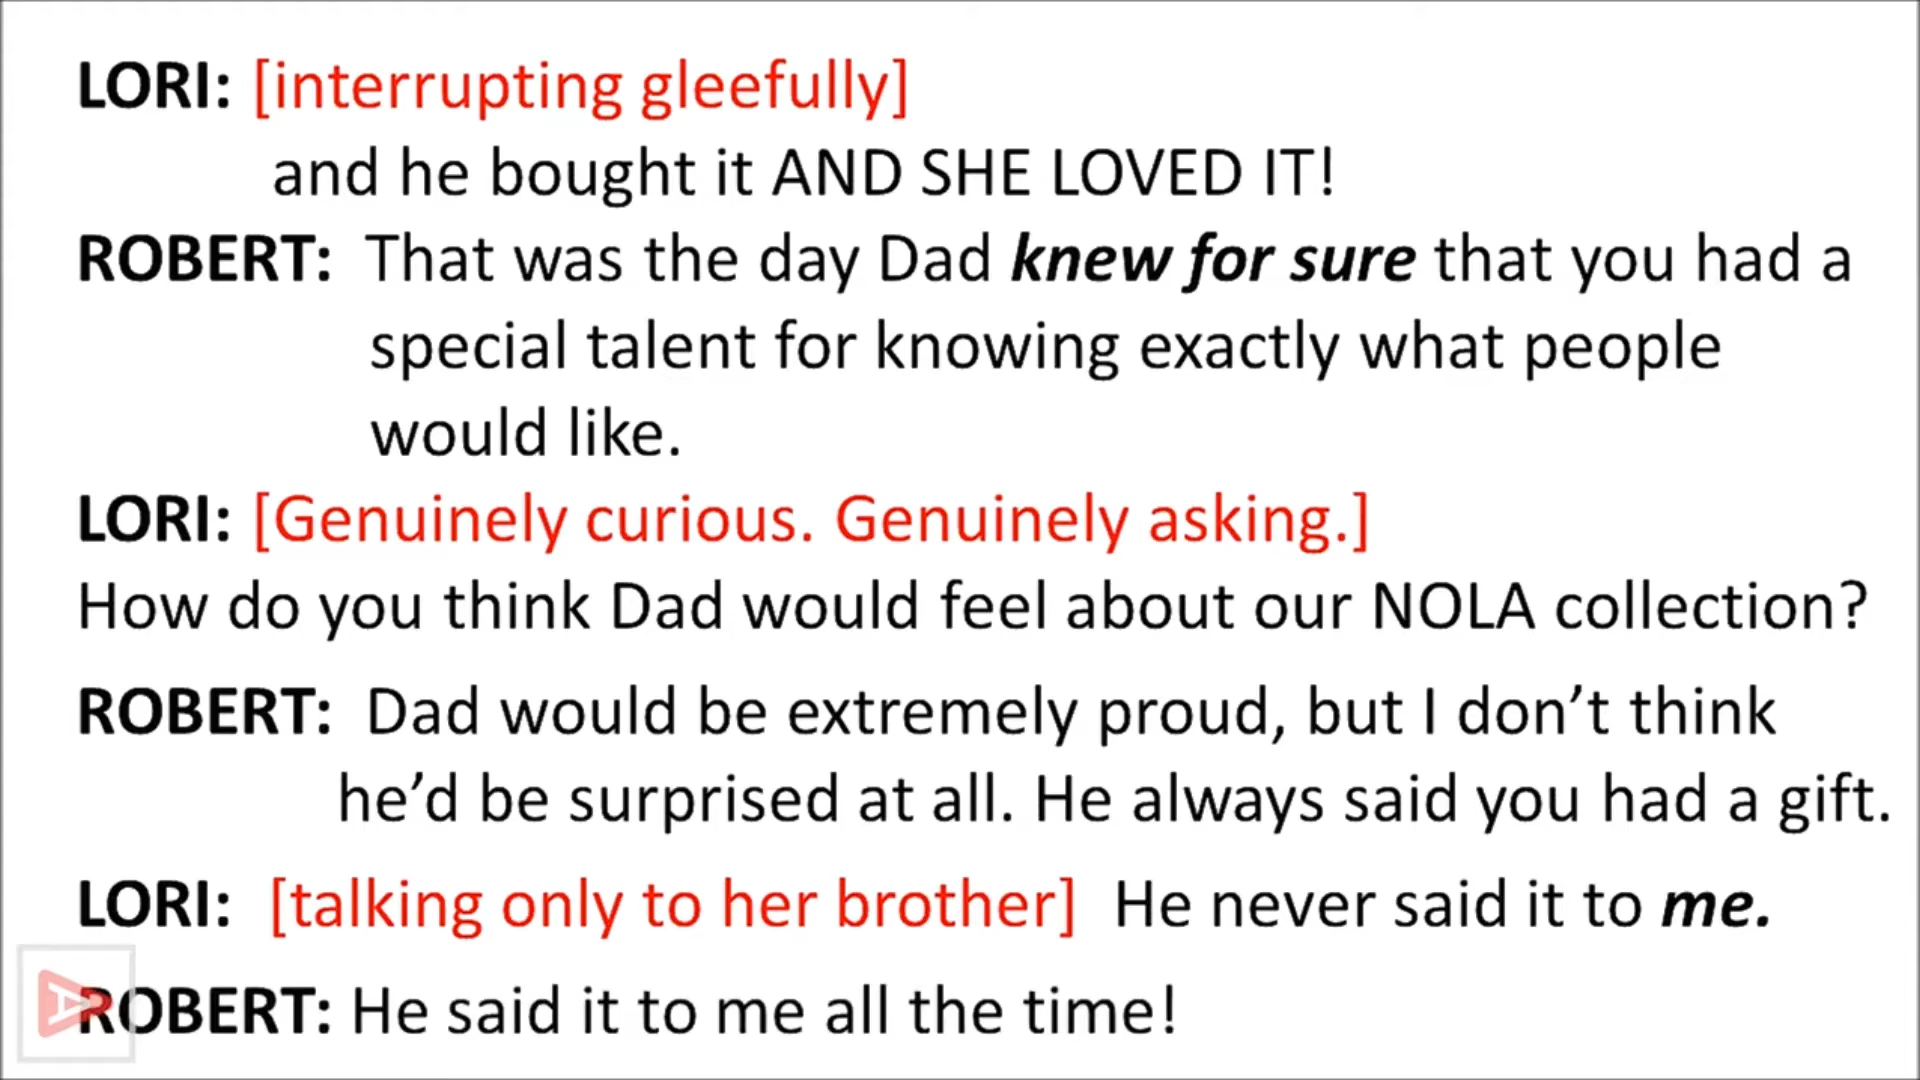 LORI: [interrupting gleefully]
and he bought it AND SHE LOVED IT!
ROBERT: That was the day Dad knew for sure that you had a
special talent for knowing exactly what people
would like.
LORI: [Genuinely curious. Genuinely asking.]
How do you think Dad would feel about our NOLA collection?
ROBERT: Dad would be extremely proud, but I don’t think
he’d be surprised at all. He always said you had a gift.
LORI: [talking only to her brother] He never said it to me.
ROBERT: He said it to me all the time!